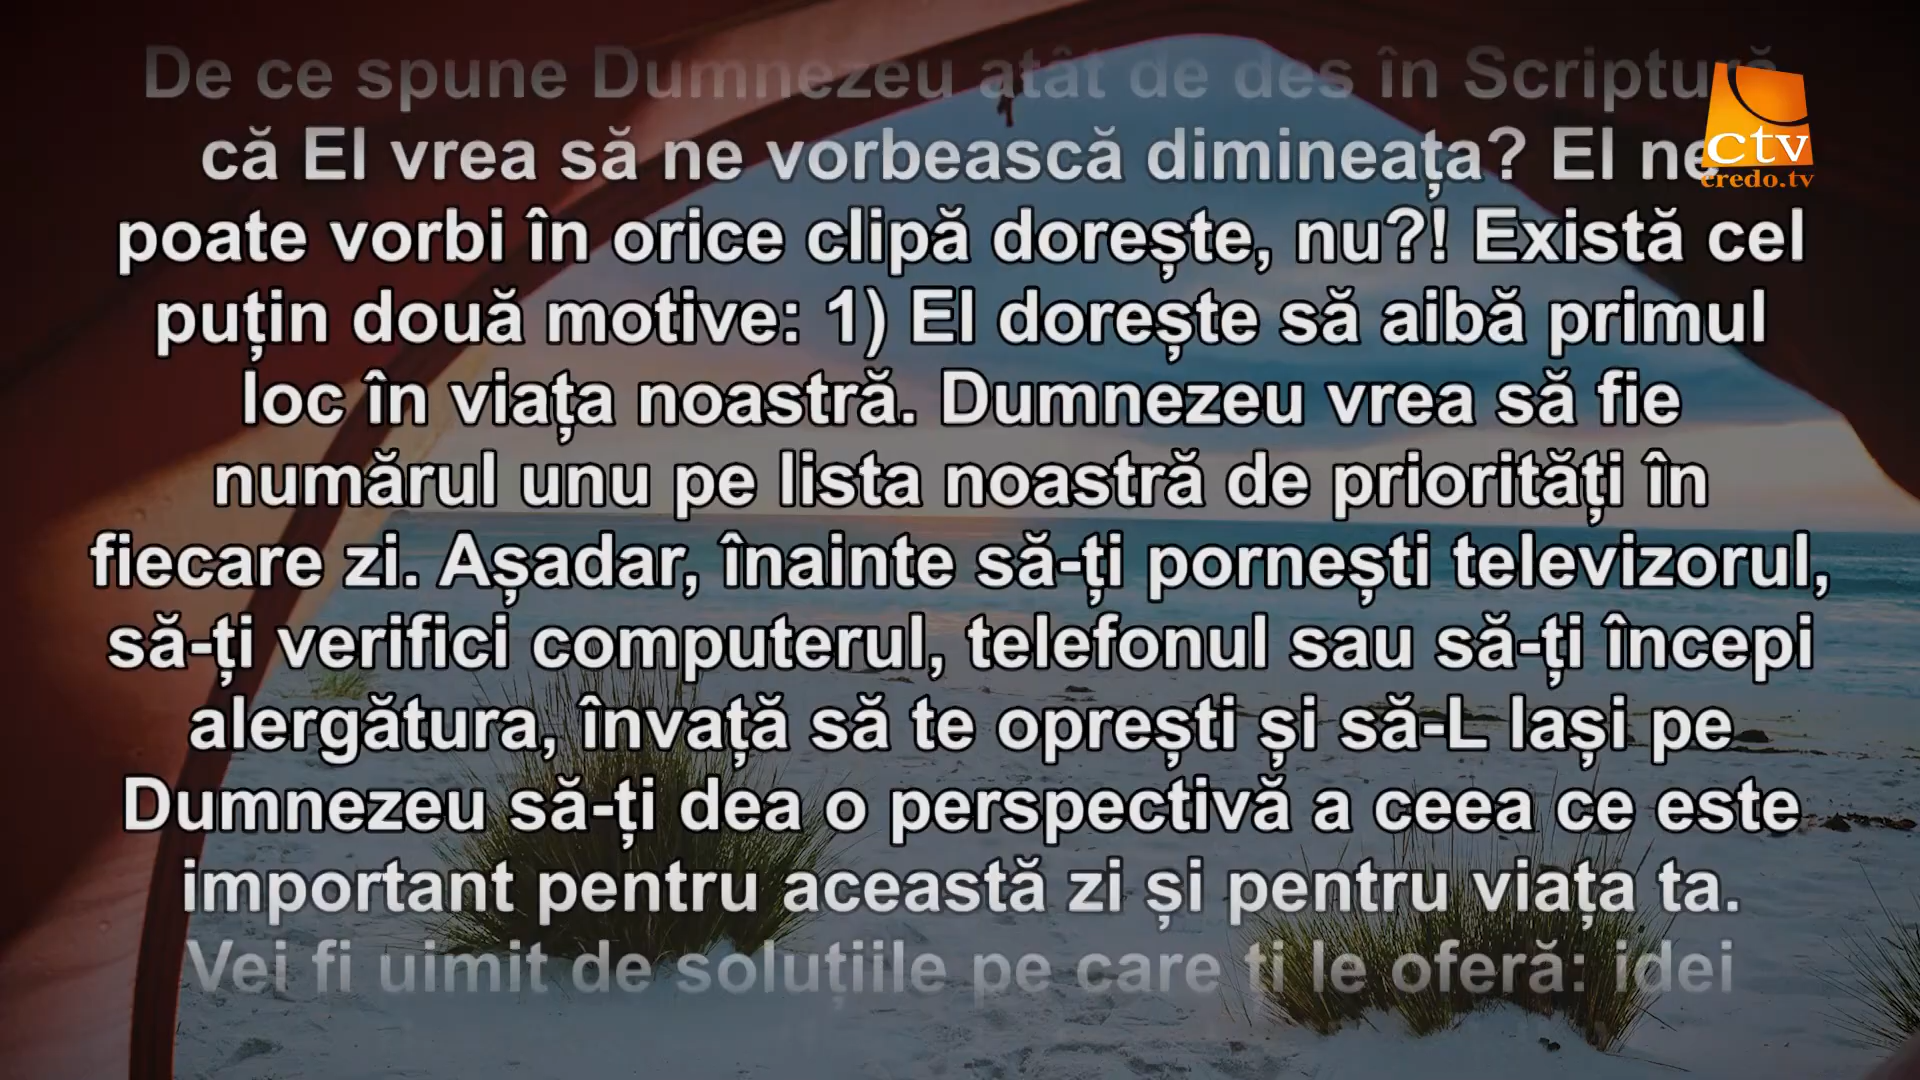 De ce spune Dumnezeu atât de des în Scriptură
că El vrea să ne vorbească dimineața? El ne
poate vorbi în orice clipă dorește, nu?! Există cel
puțin două motive: 1) El dorește să aibă primul
loc în viața noastră. Dumnezeu vrea să fie
numărul unu pe lista noastră de priorități în
fiecare zi. Așadar, înainte să-ți pornești televizorul,
să-ți verifici computerul, telefonul sau să-ți începi
alergătura, învață să te oprești și să-L lași pe
Dumnezeu să-ți dea o perspectivă a ceea ce este
important pentru această zi și pentru viața ta.
Vei fi uimit de soluțiile pe care ți le oferă: idei
ctv
credo.tv